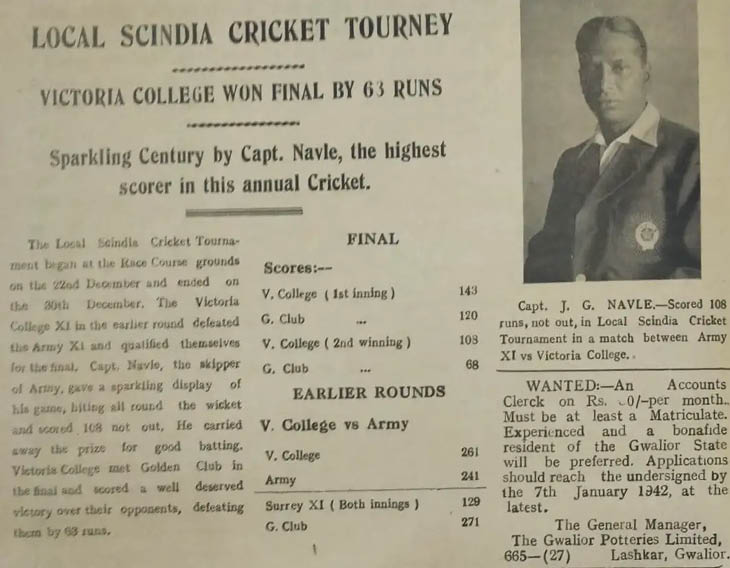 LOCAL SCINDIA CRICKET TOURNEY
VICTORIA COLLEGE WON FINAL BY 63 RUNS
Sparkling Century by Capt. Navle, the highest
scorer in this annual Cricket.
The Local Scindia Cricket Tourna-
ment began at the Race Course grounds
on the 22nd December and ended on
the 30th December. The Victoria
College XI in the earlier round defeated
the Army XI and qualified themselves
for the final. Capt. Navle, the skipper
of Army, gave a sparkling display of
his game, hiting all round the wicket
and scored 108 not out. He carried
away the prize for good batting.
Victoria College met Golden Club in
the final and scored a well deserved
victory over their opponents, defeating
them by 63 runs.
FINAL
Scores:--
V. College ( 1st inning ) 143
G. Club ... 120
V. College ( 2nd winning ) 108
G. Club ... 68
EARLIER ROUNDS
V. College vs Army
V. College 261
Army 241
Surrey XI ( Both innings ) 129
G. Club 271
Capt. J. G. NAVLE.—Scored 108
runs, not out, in Local Scindia Cricket
Tournament in a match between Army
XI vs Victoria College.
WANTED:—An Accounts
Clerck on Rs. 0/-per month.
Must be at least a Matriculate.
Experienced and a bonafide
resident of the Gwalior State
will be preferred. Applications
should reach the undersigned by
the 7th January 1942, at the
latest.
The General Manager,
The Gwalior Potteries Limited,
665—(27) Lashkar, Gwalior.